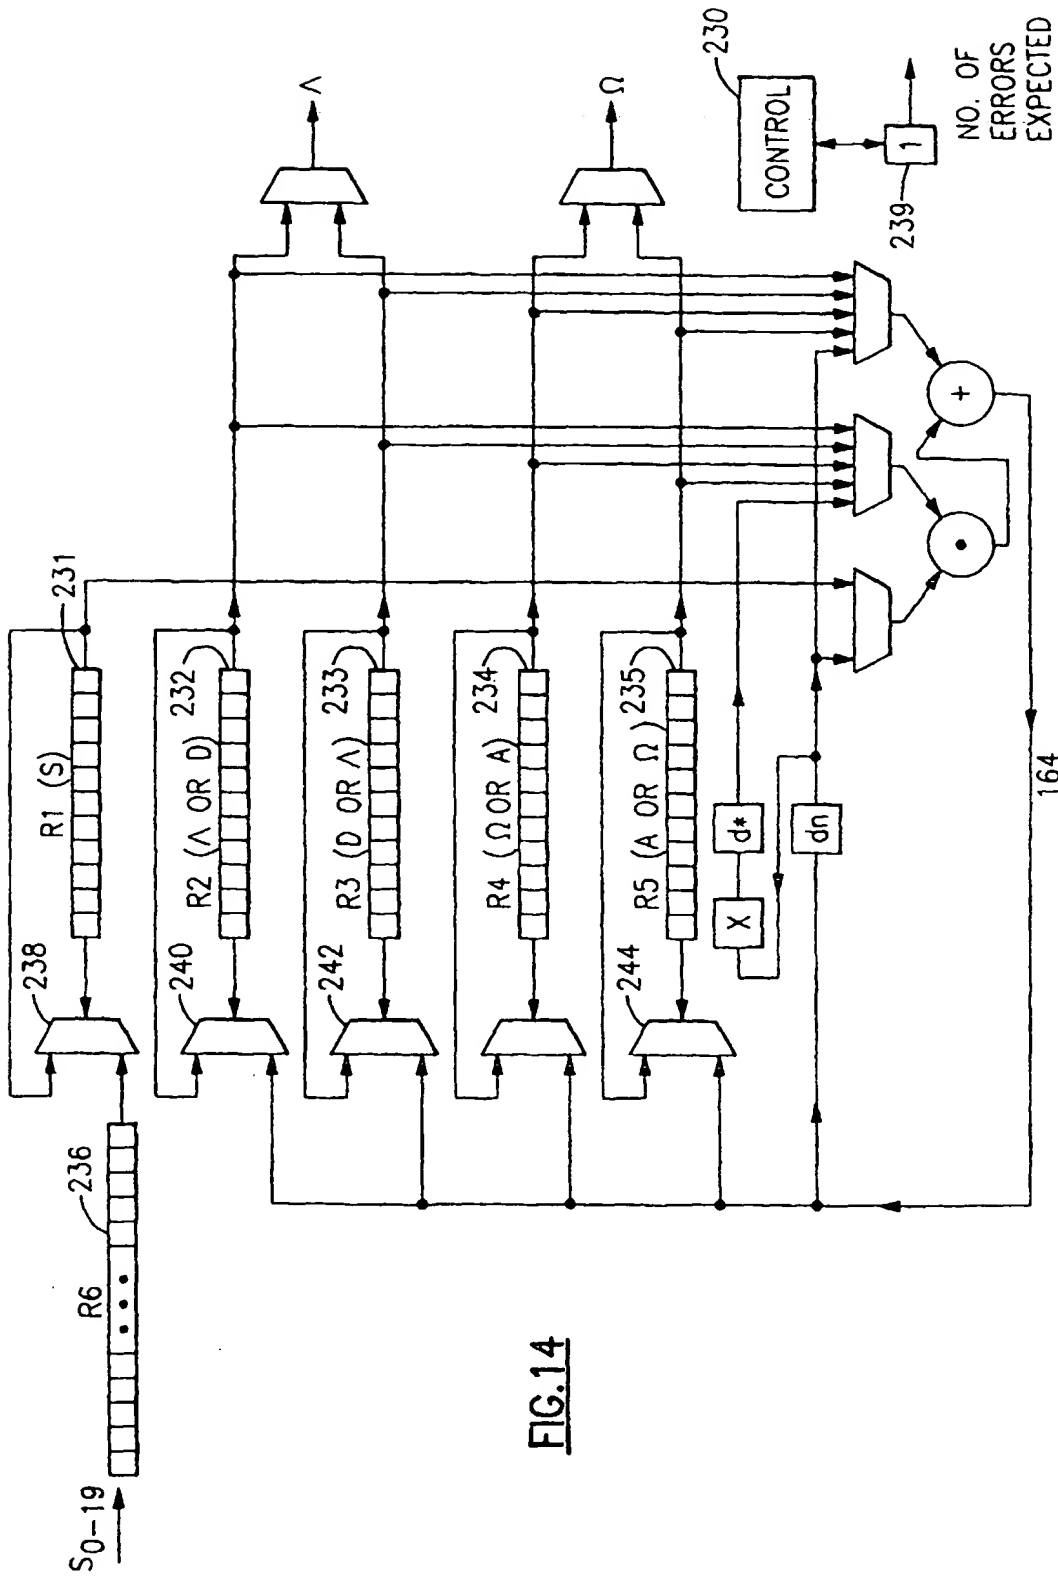 S0-19
R6
236
238
R1 (S)
231
240
R2 (Λ OR D)
232
242
R3 (D OR Λ)
233
R4 (Ω OR A)
234
244
R5 (A OR Ω)
235
X
d*
dn
Λ
Ω
230
CONTROL
1
239
NO. OF
ERRORS
EXPECTED
•
+
164
FIG.14